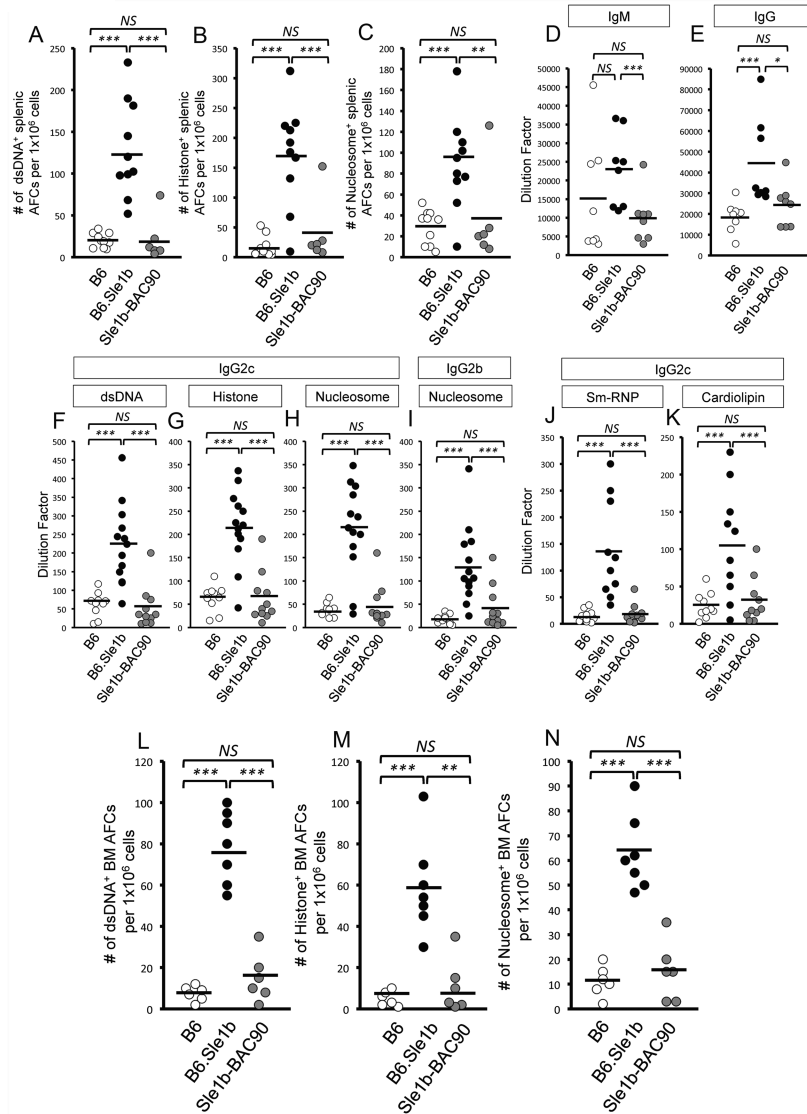 A
NS
***
***
# of dsDNA+ splenic
AFCs per 1x10⁶ cells
250
200
150
100
50
0
B6
B6.Sle1b
Sle1b-BAC90
B
NS
***
***
# of Histone+ splenic
AFCs per 1x10⁶ cells
350
300
250
200
150
100
50
0
B6
B6.Sle1b
Sle1b-BAC90
C
NS
***
**
# of Nucleosome+ splenic
AFCs per 1x10⁶ cells
200
180
160
140
120
100
80
60
40
20
0
B6
B6.Sle1b
Sle1b-BAC90
IgM
D
NS
NS
***
Dilution Factor
50000
45000
40000
35000
30000
25000
20000
15000
10000
5000
0
B6
B6.Sle1b
Sle1b-BAC90
IgG
E
NS
***
*
90000
80000
70000
60000
50000
40000
30000
20000
10000
0
B6
B6.Sle1b
Sle1b-BAC90
IgG2c
dsDNA
F
NS
***
***
Dilution Factor
500
450
400
350
300
250
200
150
100
50
0
B6
B6.Sle1b
Sle1b-BAC90
Histone
G
NS
***
***
400
350
300
250
200
150
100
50
0
B6
B6.Sle1b
Sle1b-BAC90
Nucleosome
H
NS
***
***
400
350
300
250
200
150
100
50
0
B6
B6.Sle1b
Sle1b-BAC90
IgG2b
Nucleosome
I
NS
***
***
400
350
300
250
200
150
100
50
0
B6
B6.Sle1b
Sle1b-BAC90
IgG2c
Sm-RNP
J
NS
***
***
Dilution Factor
350
300
250
200
150
100
50
0
B6
B6.Sle1b
Sle1b-BAC90
Cardiolipin
K
NS
***
***
250
200
150
100
50
0
B6
B6.Sle1b
Sle1b-BAC90
L
NS
***
***
# of dsDNA+ BM AFCs
per 1x10⁶ cells
120
100
80
60
40
20
0
B6
B6.Sle1b
Sle1b-BAC90
M
NS
***
**
# of Histone+ BM AFCs
per 1x10⁶ cells
120
100
80
60
40
20
0
B6
B6.Sle1b
Sle1b-BAC90
N
NS
***
***
# of Nucleosome+ BM AFCs
per 1x10⁶ cells
100
90
80
70
60
50
40
30
20
10
0
B6
B6.Sle1b
Sle1b-BAC90